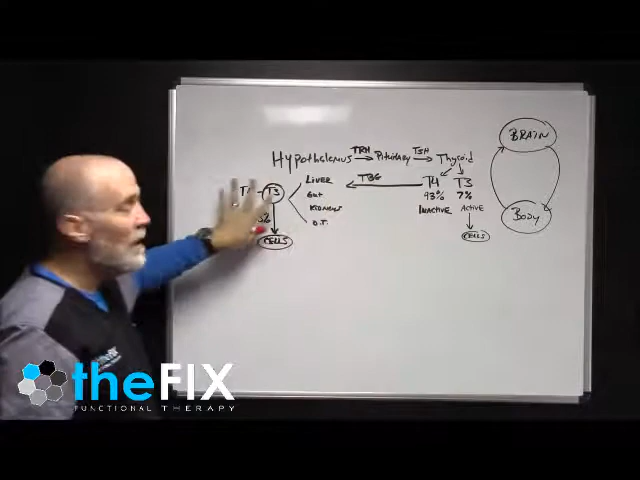 BRAIN
Hypothalamus TRH Pituitary TSH Thyroid
TBG
T4 T3
93% 7%
INACTIVE ACTIVE
CELLS
BODY
LIVER
Gut
KIDNEYS
O.T.
T3
CELLS
theFIX
FUNCTIONAL THERAPY